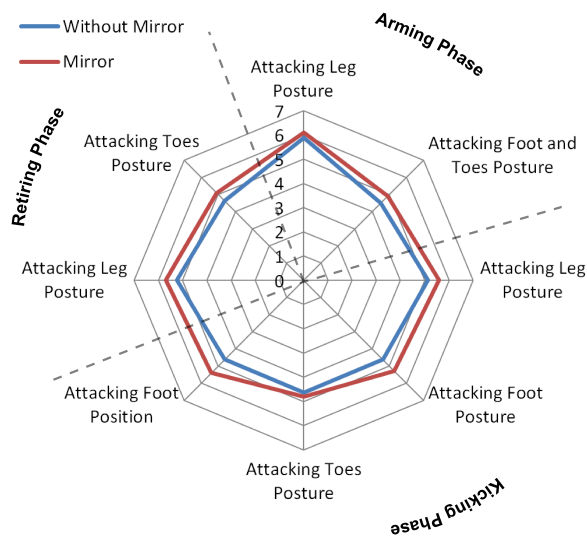 Without Mirror
Mirror
Arming Phase
Retiring Phase
Kicking Phase
Attacking Leg
Posture
Attacking Foot and
Toes Posture
Attacking Leg
Posture
Attacking Foot
Posture
Attacking Toes
Posture
Attacking Foot
Position
Attacking Leg
Posture
Attacking Toes
Posture
7
6
5
4
3
2
1
0